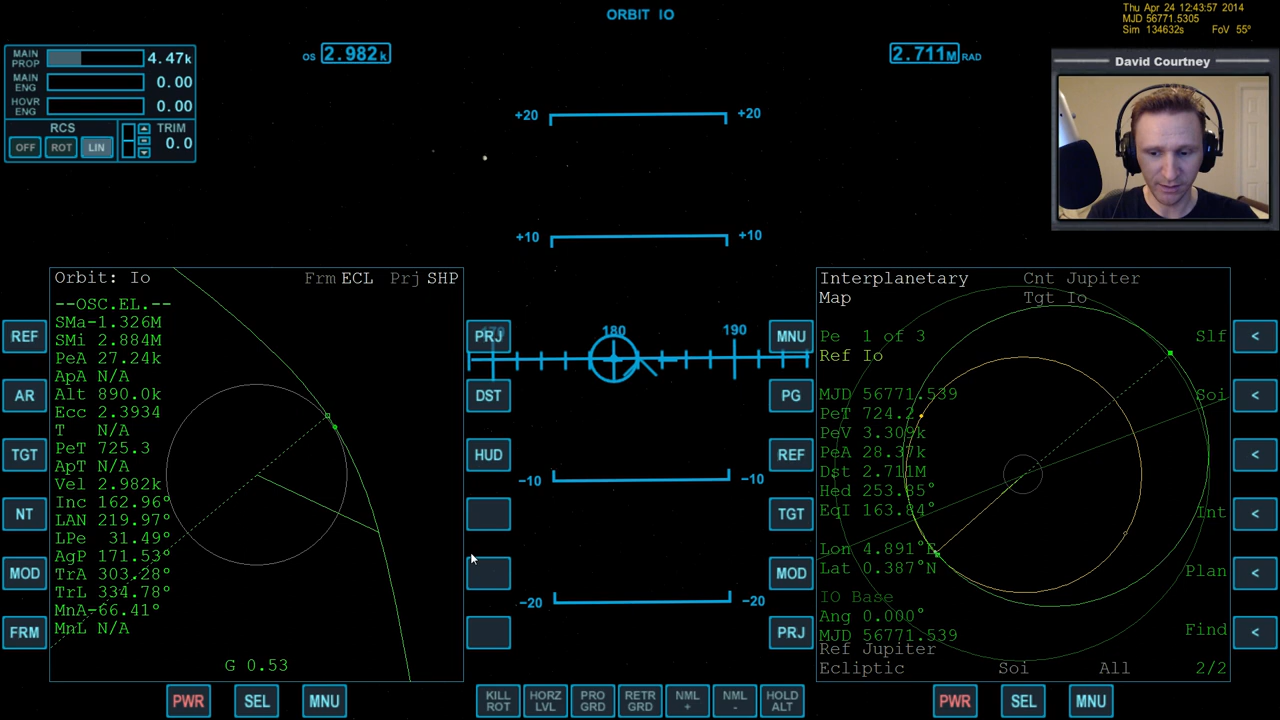 ORBIT IO
Thu Apr 24 12:43:57 2014
MJD 56771.5305
Sim 134632s FoV 55°
MAIN PROP 4.47k
MAIN ENG 0.00
HOVR ENG 0.00
RCS TRIM
OFF ROT LIN 0.0
OS 2.982k
2.711M RAD
David Courtney
+20 +20
+10 +10
170 180 190
-10 -10
-20 -20
Orbit: Io Frm ECL Prj SHP
--OSC.EL.--
SMa-1.326M
SMi 2.884M
PeA 27.24k
ApA N/A
Alt 890.0k
Ecc 2.3934
T N/A
PeT 725.3
ApT N/A
Vel 2.982k
Inc 162.96°
LAN 219.97°
LPe 31.49°
AgP 171.53°
TrA 303.28°
TrL 334.78°
MnA-66.41°
MnL N/A
G 0.53
REF
AR
TGT
NT
MOD
FRM
PRJ
DST
HUD
PWR SEL MNU
Interplanetary Cnt Jupiter
Map Tgt Io
Pe 1 of 3 Slf
Ref Io
MJD 56771.539 Soi
PeT 724.2
PeV 3.309k
PeA 28.37k
Dst 2.711M
Hed 253.85°
EqI 163.84° Int
Lon 4.891°E
Lat 0.387°N Plan
IO Base
Ang 0.000°
MJD 56771.539 Find
Ref Jupiter
Ecliptic Soi All 2/2
MNU
PG
REF
TGT
MOD
PRJ
<
<
<
<
<
<
PWR SEL MNU
KILL ROT
HORZ LVL
PRO GRD
RETR GRD
NML +
NML -
HOLD ALT